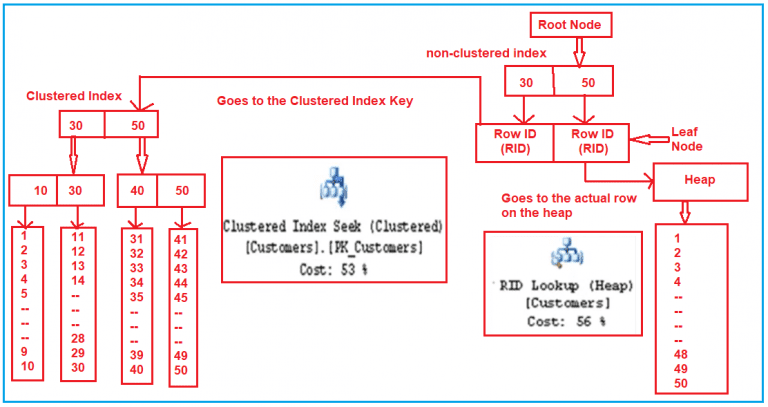 Root Node
non-clustered index
30 50
Clustered Index
Goes to the Clustered Index Key
30 50
Row ID
(RID)
Row ID
(RID)
Leaf
Node
10 30
40 50
Heap
Goes to the actual row
on the heap
Clustered Index Seek (Clustered)
[Customers].[PK_Customers]
Cost: 53 %
RID Lookup (Heap)
[Customers]
Cost: 56 %
1
2
3
4
5
--
--
--
9
10
11
12
13
14
--
--
--
28
29
30
31
32
33
34
35
--
--
--
39
40
41
42
43
44
45
--
--
--
49
50
1
2
3
4
--
--
--
--
48
49
50